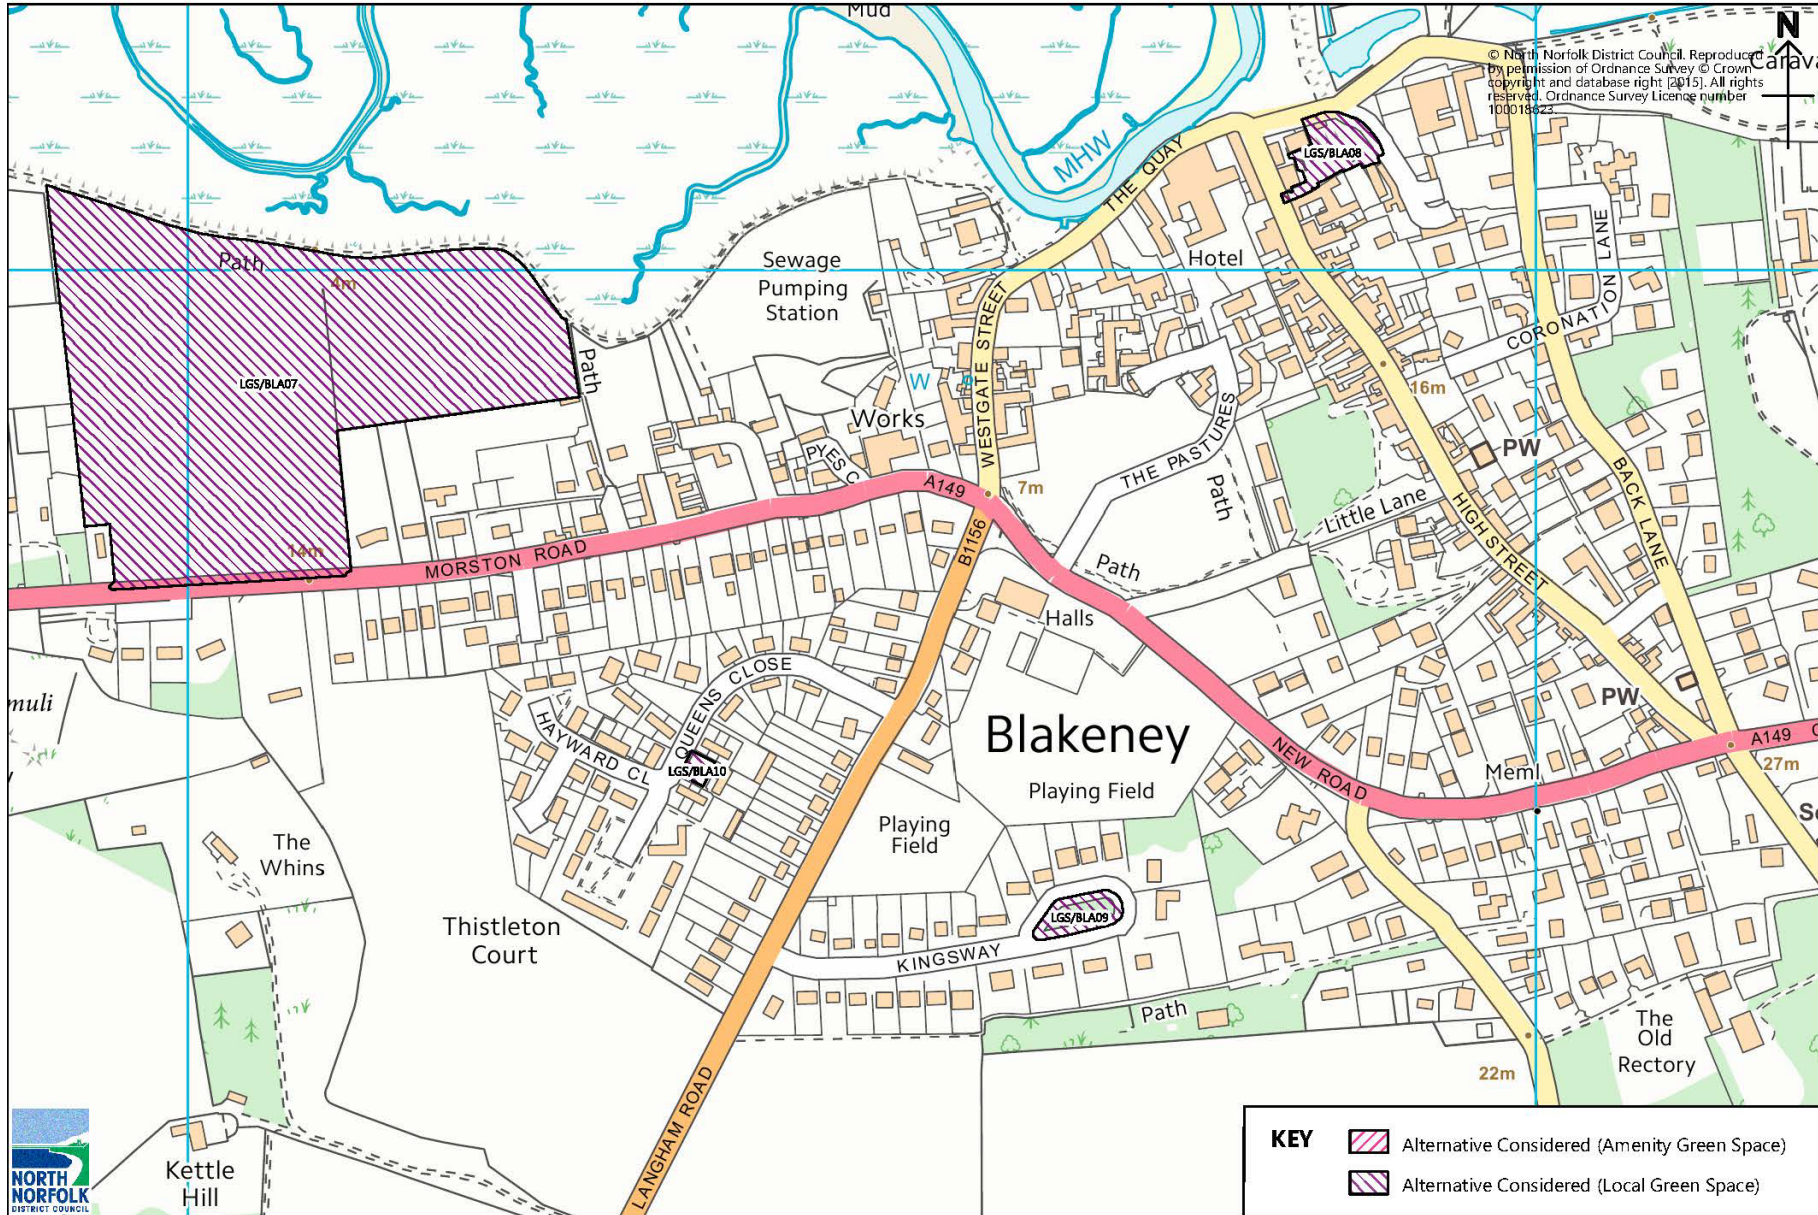 Mud
N
© North Norfolk District Council. Reproduced
by permission of Ordnance Survey © Crown
copyright and database right [2015]. All rights
reserved. Ordnance Survey Licence number
100018623.
MHW
THE QUAY
LGS/BLA08
Path
4m
Sewage
Pumping
Station
Hotel
CORONATION LANE
LGS/BLA07
Path
W
Works
WESTGATE STREET
16m
PYES C
THE PASTURES
PW
A149
7m
Path
BACK LANE
HIGH STREET
Little Lane
14m
MORSTON ROAD
B1156
Path
Halls
QUEENS CLOSE
muli
HAYWARD CL
LGS/BLA10
Blakeney
PW
A149
NEW ROAD
Meml
27m
Playing Field
Playing
Field
The
Whins
LGS/BLA09
Thistleton
Court
KINGSWAY
Path
The
Old
Rectory
22m
LANGHAM ROAD
Kettle
Hill
NORTH
NORFOLK
DISTRICT COUNCIL
KEY
Alternative Considered (Amenity Green Space)
Alternative Considered (Local Green Space)